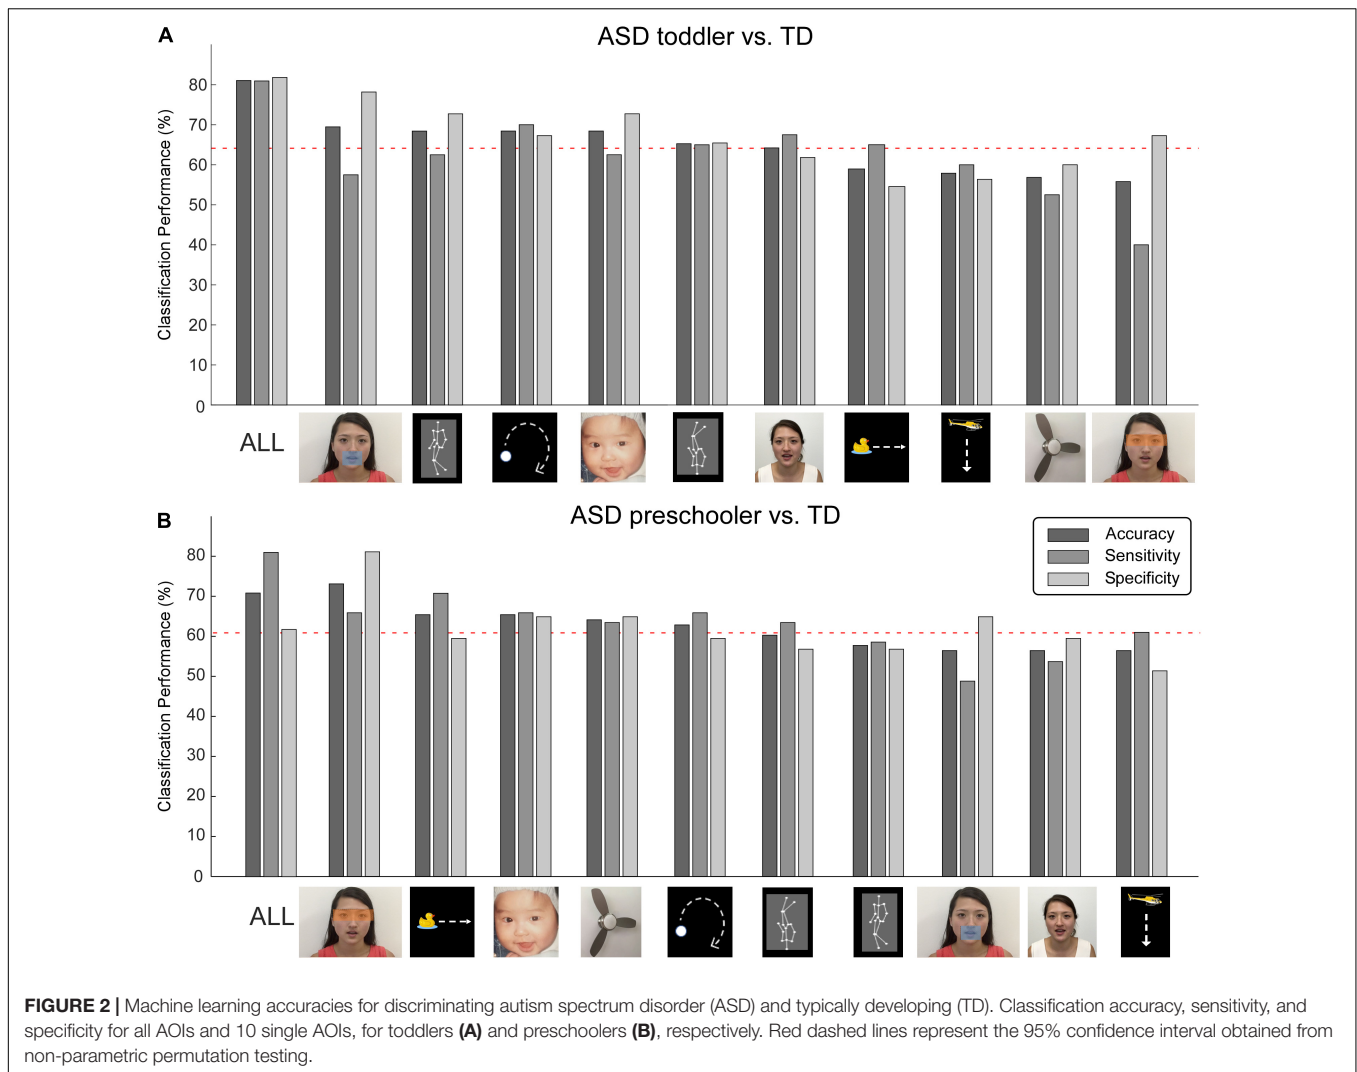 A
ASD toddler vs. TD
Classification Performance (%)
80
70
60
50
40
30
20
10
0
ALL
B
ASD preschooler vs. TD
Accuracy
Sensitivity
Specificity
Classification Performance (%)
80
70
60
50
40
30
20
10
0
ALL
FIGURE 2 | Machine learning accuracies for discriminating autism spectrum disorder (ASD) and typically developing (TD). Classification accuracy, sensitivity, and
specificity for all AOIs and 10 single AOIs, for toddlers (A) and preschoolers (B), respectively. Red dashed lines represent the 95% confidence interval obtained from
non-parametric permutation testing.